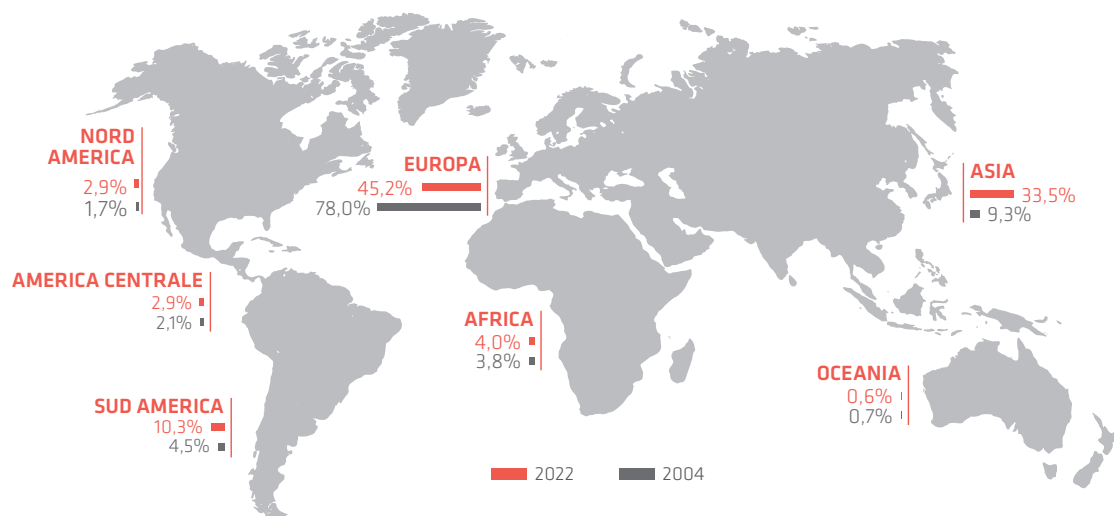 NORD
AMERICA
2,9%
1,7%
EUROPA
45,2%
78,0%
ASIA
33,5%
9,3%
AMERICA CENTRALE
2,9%
2,1%
AFRICA
4,0%
3,8%
OCEANIA
0,6%
0,7%
SUD AMERICA
10,3%
4,5%
2022
2004